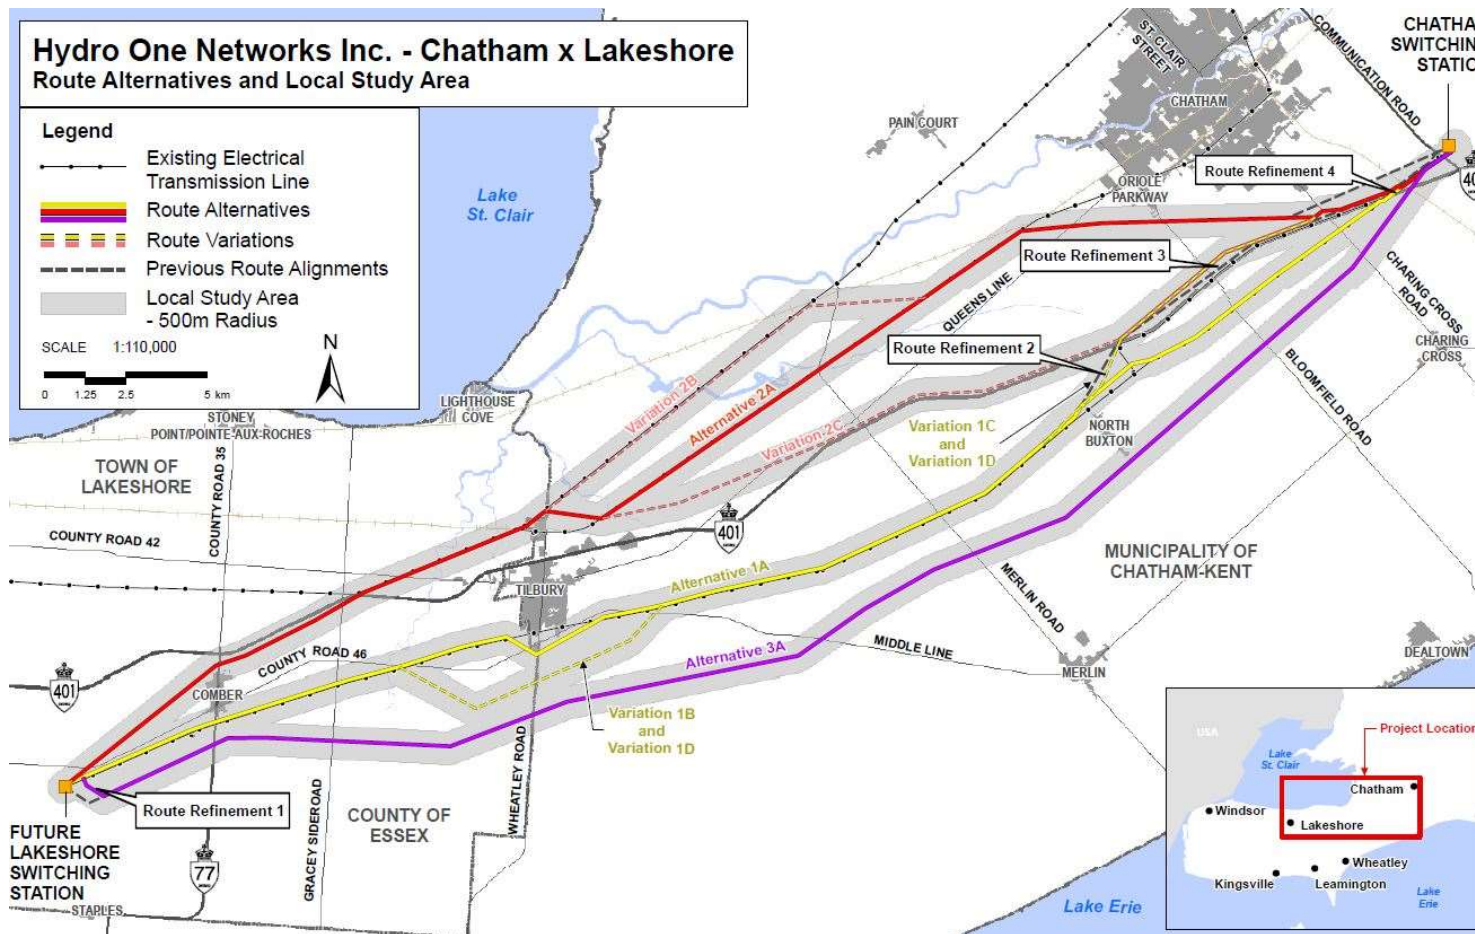 Hydro One Networks Inc. - Chatham x Lakeshore
Route Alternatives and Local Study Area
Legend
Existing Electrical
Transmission Line
Route Alternatives
Route Variations
Previous Route Alignments
Local Study Area
- 500m Radius
SCALE 1:110,000
0 1.25 2.5 5 km
N
Lake
St. Clair
PAIN COURT
ST. CLAIR
STREET
CHATHAM
COMMUNICATION ROAD
CHATHA
SWITCHIN
STATIO
Route Refinement 4
40
ORIOLE
PARKWAY
Route Refinement 3
QUEENS LINE
CHARING CROSS
ROAD
CHARING
CROSS
BLOOMFIELD ROAD
Route Refinement 2
Variation 2B
Alternative 2A
Variation 2C
Variation 1C
and
Variation 1D
NORTH
BUXTON
LIGHTHOUSE
COVE
STONEY
POINT/POINTE-AUX-ROCHES
TOWN OF
LAKESHORE
COUNTY ROAD 35
COUNTY ROAD 42
401
TILBURY
Alternative 1A
MUNICIPALITY OF
CHATHAM-KENT
MERLIN ROAD
COUNTY ROAD 46
MIDDLE LINE
Alternative 3A
MERLIN
DEALTOWN
401
COMBER
Variation 1B
and
Variation 1D
Route Refinement 1
COUNTY OF
ESSEX
WHEATLEY ROAD
GRACEY SIDEROAD
77
FUTURE
LAKESHORE
SWITCHING
STATION
STAPLES
Lake Erie
USA
Lake
St. Clair
Project Location
Chatham
Windsor
Lakeshore
Wheatley
Kingsville
Leamington
Lake
Erie